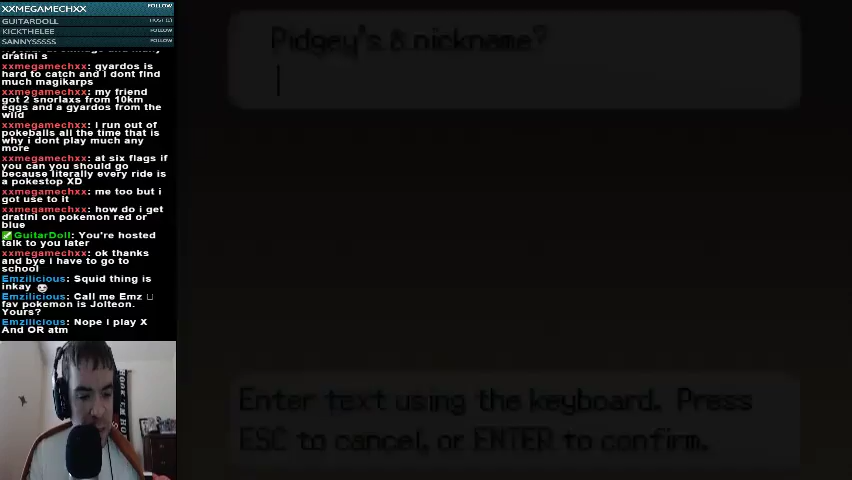 XXMEGAMECHXX FOLLOW
GUITARDOLL HOST (1)
KICKTHELEE FOLLOW
SANNYSSSSS FOLLOW
dratini s
xxmegamechxx: gyardos is
hard to catch and i dont find
much magikarps
xxmegamechxx: my friend
got 2 snorlaxs from 10km
eggs and a gyardos from the
wild
xxmegamechxx: I run out of
pokeballs all the time that is
why i dont play much any
more
xxmegamechxx: at six flags if
you can you should go
because literally every ride is
a pokestop XD
xxmegamechxx: me too but i
got use to it
xxmegamechxx: how do i get
dratini on pokemon red or
blue
GuitarDoll: You're hosted
talk to you later
xxmegamechxx: ok thanks
and bye i have to go to
school
Emzilicious: Squid thing is
inkay
Emzilicious: Call me Emz
fav pokemon is Jolteon.
Yours?
Emzilicious: Nope I play X
And OR atm
Pidgey's & nickname?
Enter text using the keyboard. Press
ESC to cancel, or ENTER to confirm.